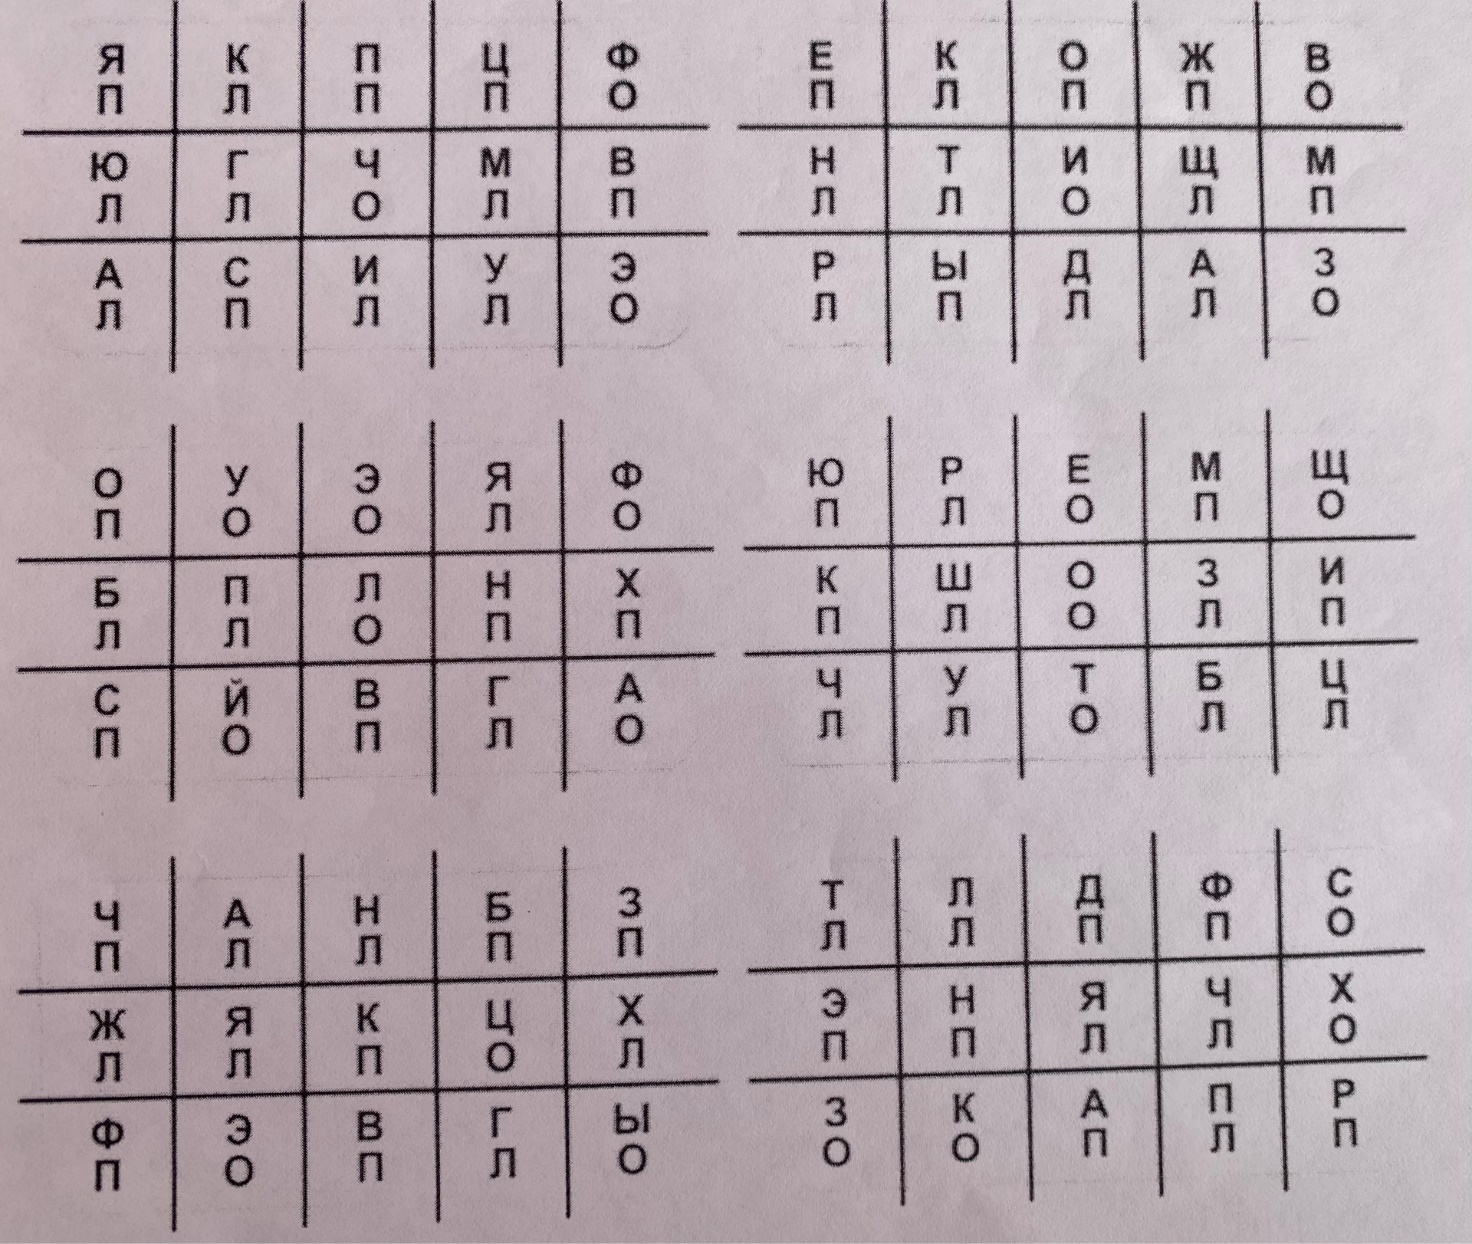 Я К П Ц Ф
П Л П П О
Ю Г Ч М В
Л Л О Л П
А С И У Э
Л П Л Л О
Е К О Ж В
П Л П П О
Н Т И Щ М
Л Л О Л П
Р Ы Д А З
Л П Л Л О
О У Э Я Ф
П О О Л О
Б П Л Н Х
Л Л О П П
С Й В Г А
П О П Л О
Ю Р Е М Щ
П Л О П О
К Ш О З И
П Л О Л П
Ч У Т Б Ц
Л Л О Л Л
Ч А Н Б З
П Л Л П П
Ж Я К Ц Х
Л Л П О Л
Ф Э В Г Ы
П О П Л О
Т Л Д Ф С
Л Л П П О
Э Н Я Ч Х
П П Л Л О
З К А П Р
О О П Л П